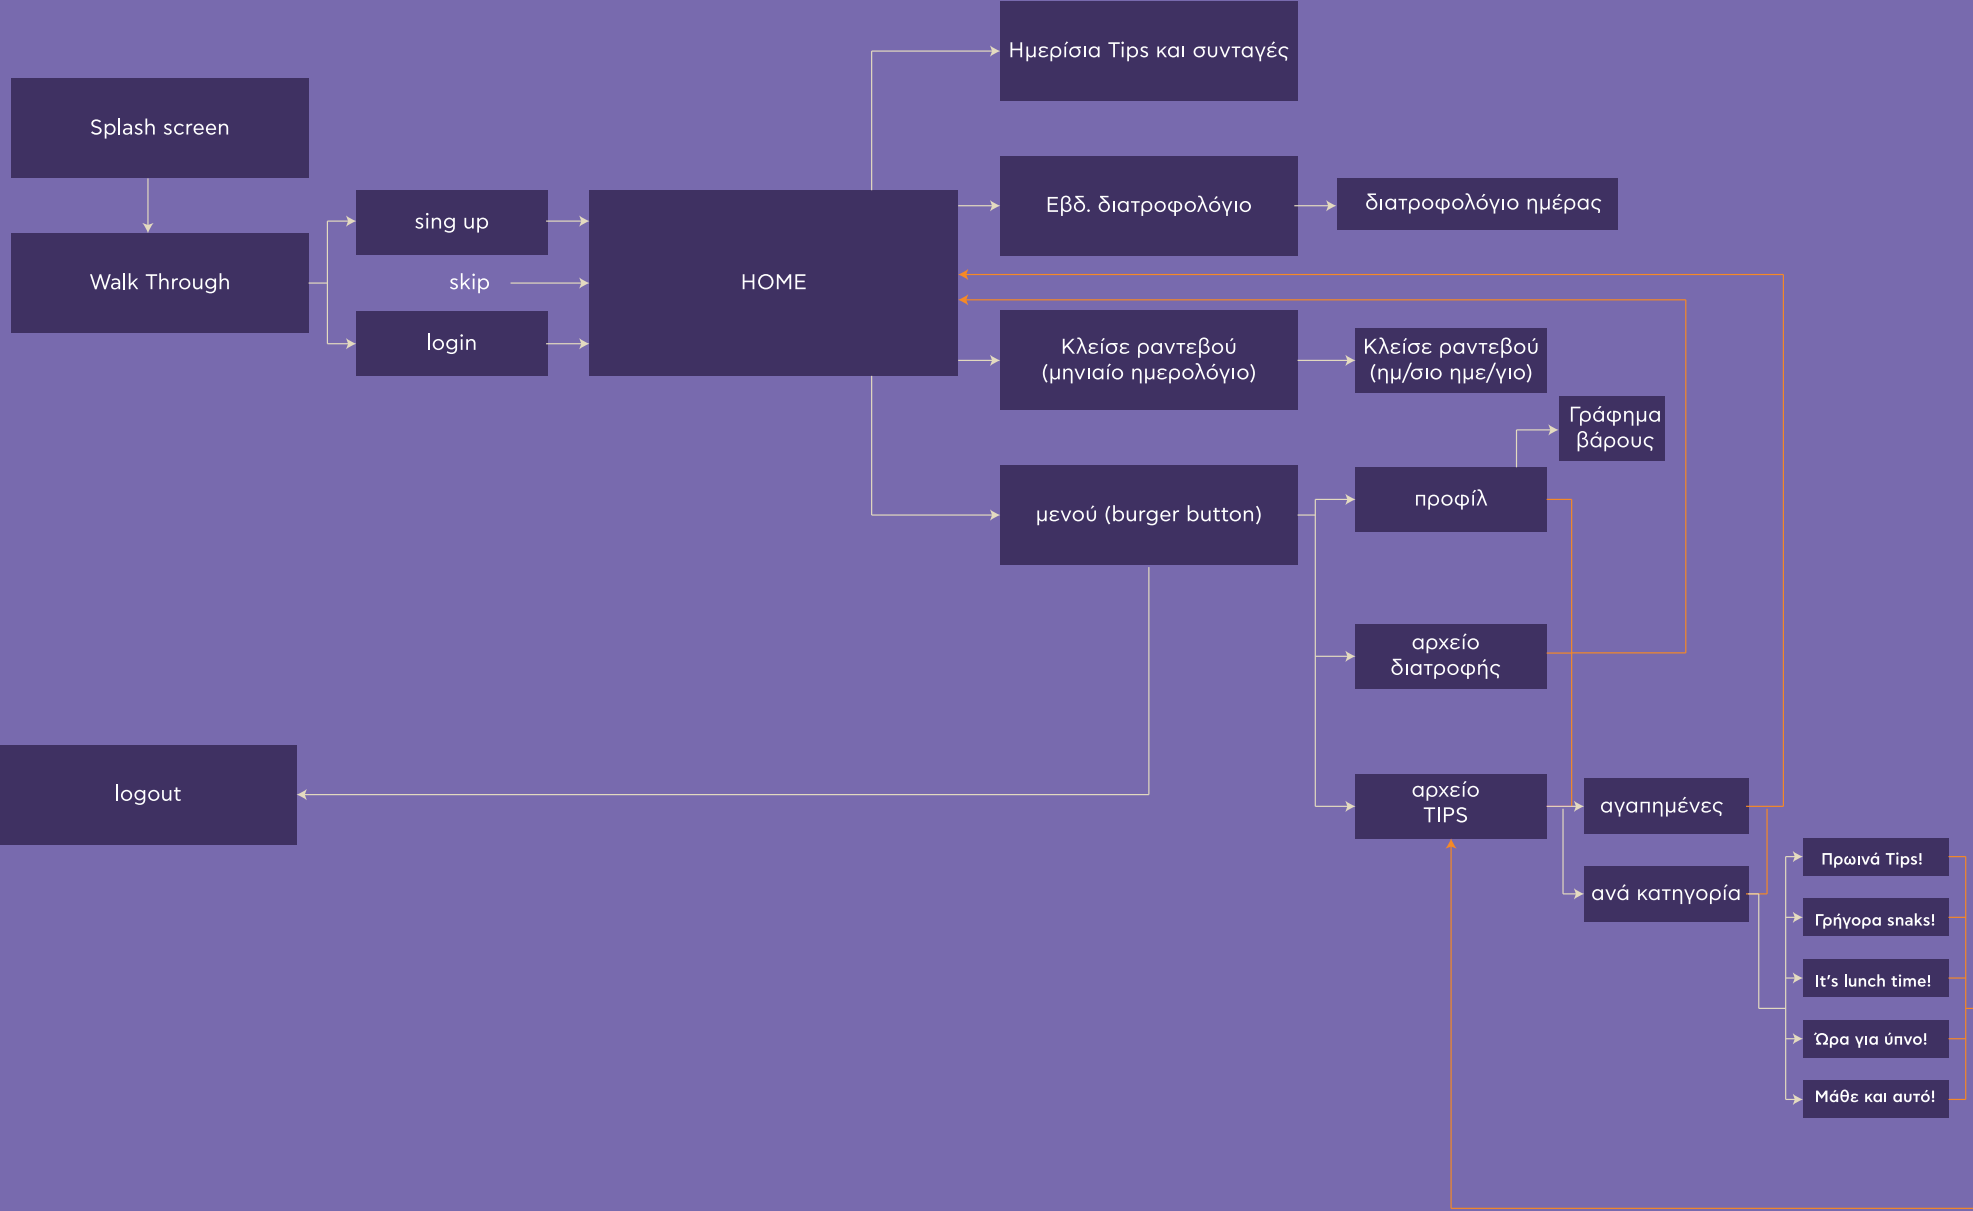 Splash screen
Walk Through
sing up
skip
login
HOME
Ημερίσια Tips και συνταγές
Εβδ. διατροφολόγιο
διατροφολόγιο ημέρας
Κλείσε ραντεβού
(μηνιαίο ημερολόγιο)
Κλείσε ραντεβού
(ημ/σιο ημε/γιο)
Γράφημα
βάρους
μενού (burger button)
προφίλ
αρχείο
διατροφής
logout
αρχείο
TIPS
αγαπημένες
ανά κατηγορία
Πρωινά Tips!
Γρήγορα snaks!
It's lunch time!
Ώρα για ύπνο!
Μάθε και αυτό!